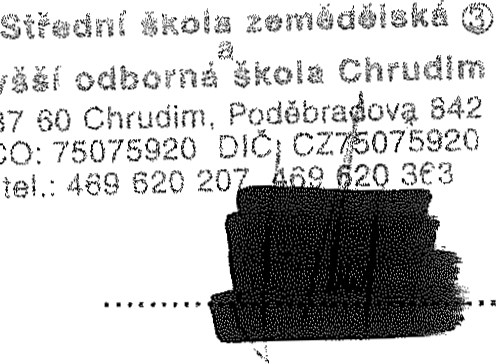 Střední škola zemědělská ③
a
yšší odborná škola Chrudim
37 60 Chrudim, Poděbradova 842
ČO: 75075920 DIČ: CZ75075920
tel.: 469 620 207, 469 620 363